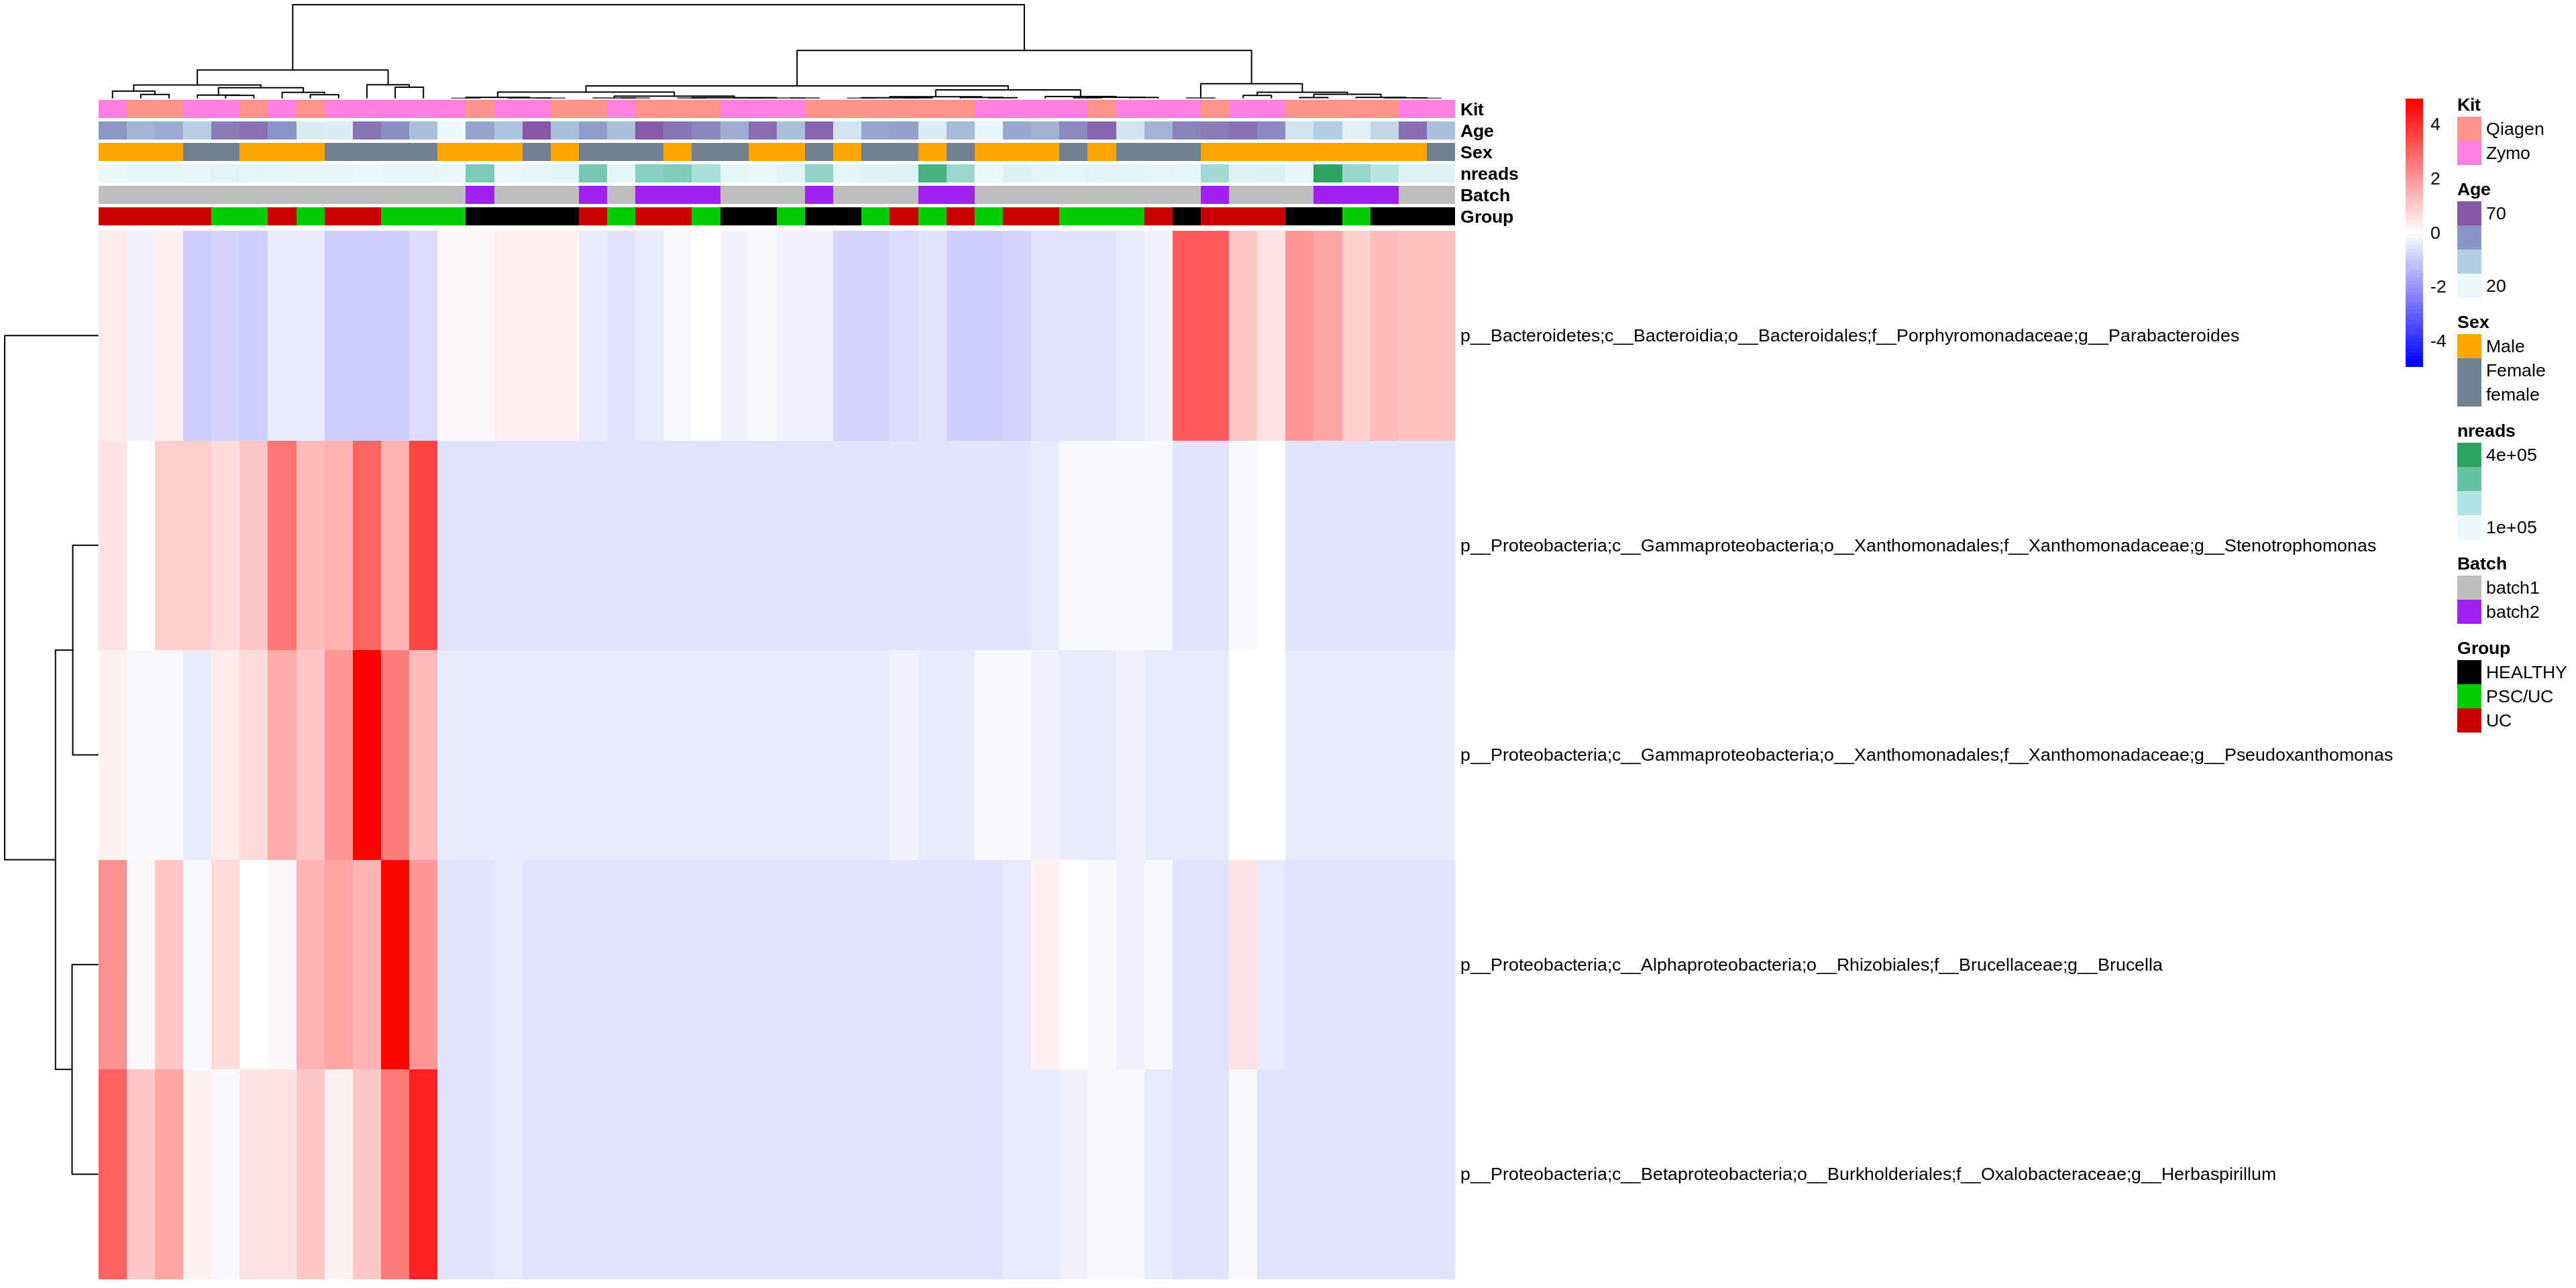 Kit
Age
Sex
nreads
Batch
Group
p__Bacteroidetes;c__Bacteroidia;o__Bacteroidales;f__Porphyromonadaceae;g__Parabacteroides
p__Proteobacteria;c__Gammaproteobacteria;o__Xanthomonadales;f__Xanthomonadaceae;g__Stenotrophomonas
p__Proteobacteria;c__Gammaproteobacteria;o__Xanthomonadales;f__Xanthomonadaceae;g__Pseudoxanthomonas
p__Proteobacteria;c__Alphaproteobacteria;o__Rhizobiales;f__Brucellaceae;g__Brucella
p__Proteobacteria;c__Betaproteobacteria;o__Burkholderiales;f__Oxalobacteraceae;g__Herbaspirillum
4
2
0
-2
-4
Kit
Qiagen
Zymo
Age
70
20
Sex
Male
Female
female
nreads
4e+05
1e+05
Batch
batch1
batch2
Group
HEALTHY
PSC/UC
UC